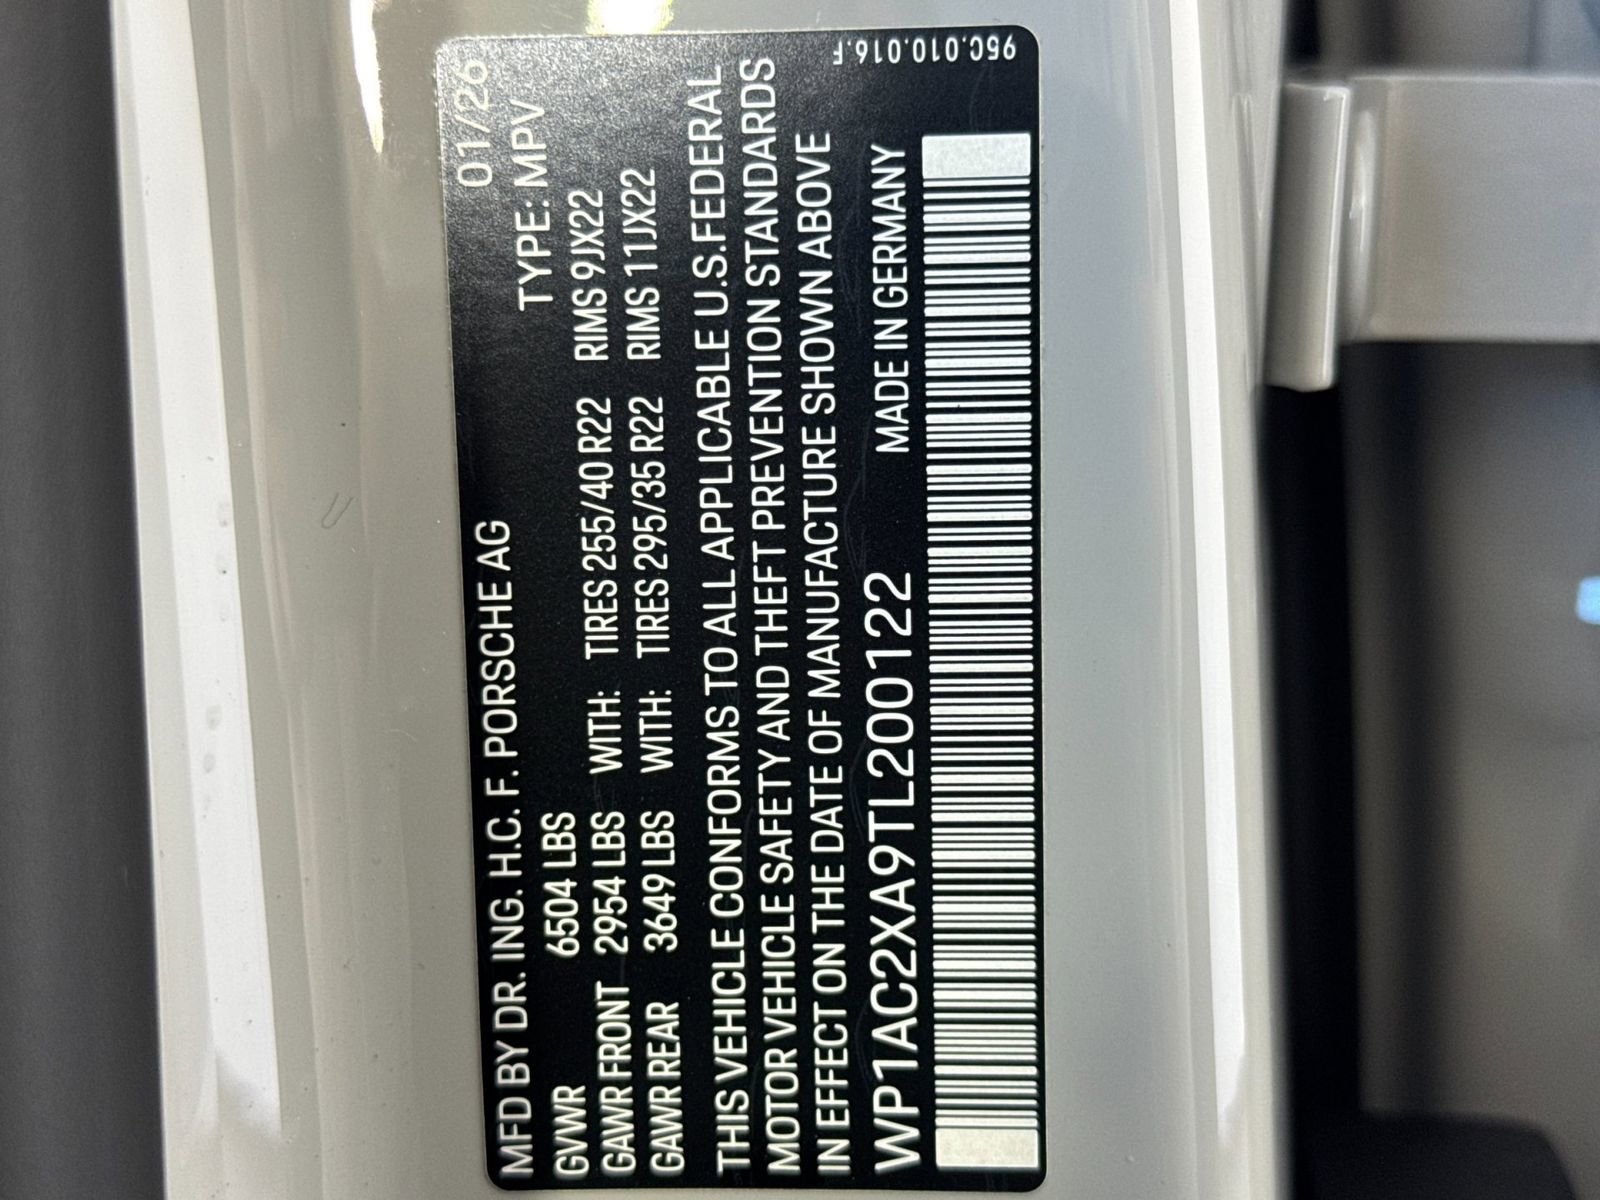 MFD BY DR. ING. H.C. F. PORSCHE AG 01/26
GVWR 6504 LBS TYPE: MPV
GAWR FRONT 2954 LBS WITH: TIRES 255/40 R22 RIMS 9JX22
GAWR REAR 3649 LBS WITH: TIRES 295/35 R22 RIMS 11JX22
THIS VEHICLE CONFORMS TO ALL APPLICABLE U.S.FEDERAL
MOTOR VEHICLE SAFETY AND THEFT PREVENTION STANDARDS
IN EFFECT ON THE DATE OF MANUFACTURE SHOWN ABOVE
WP1AC2XA9TL200122 MADE IN GERMANY
95C.010.016.F